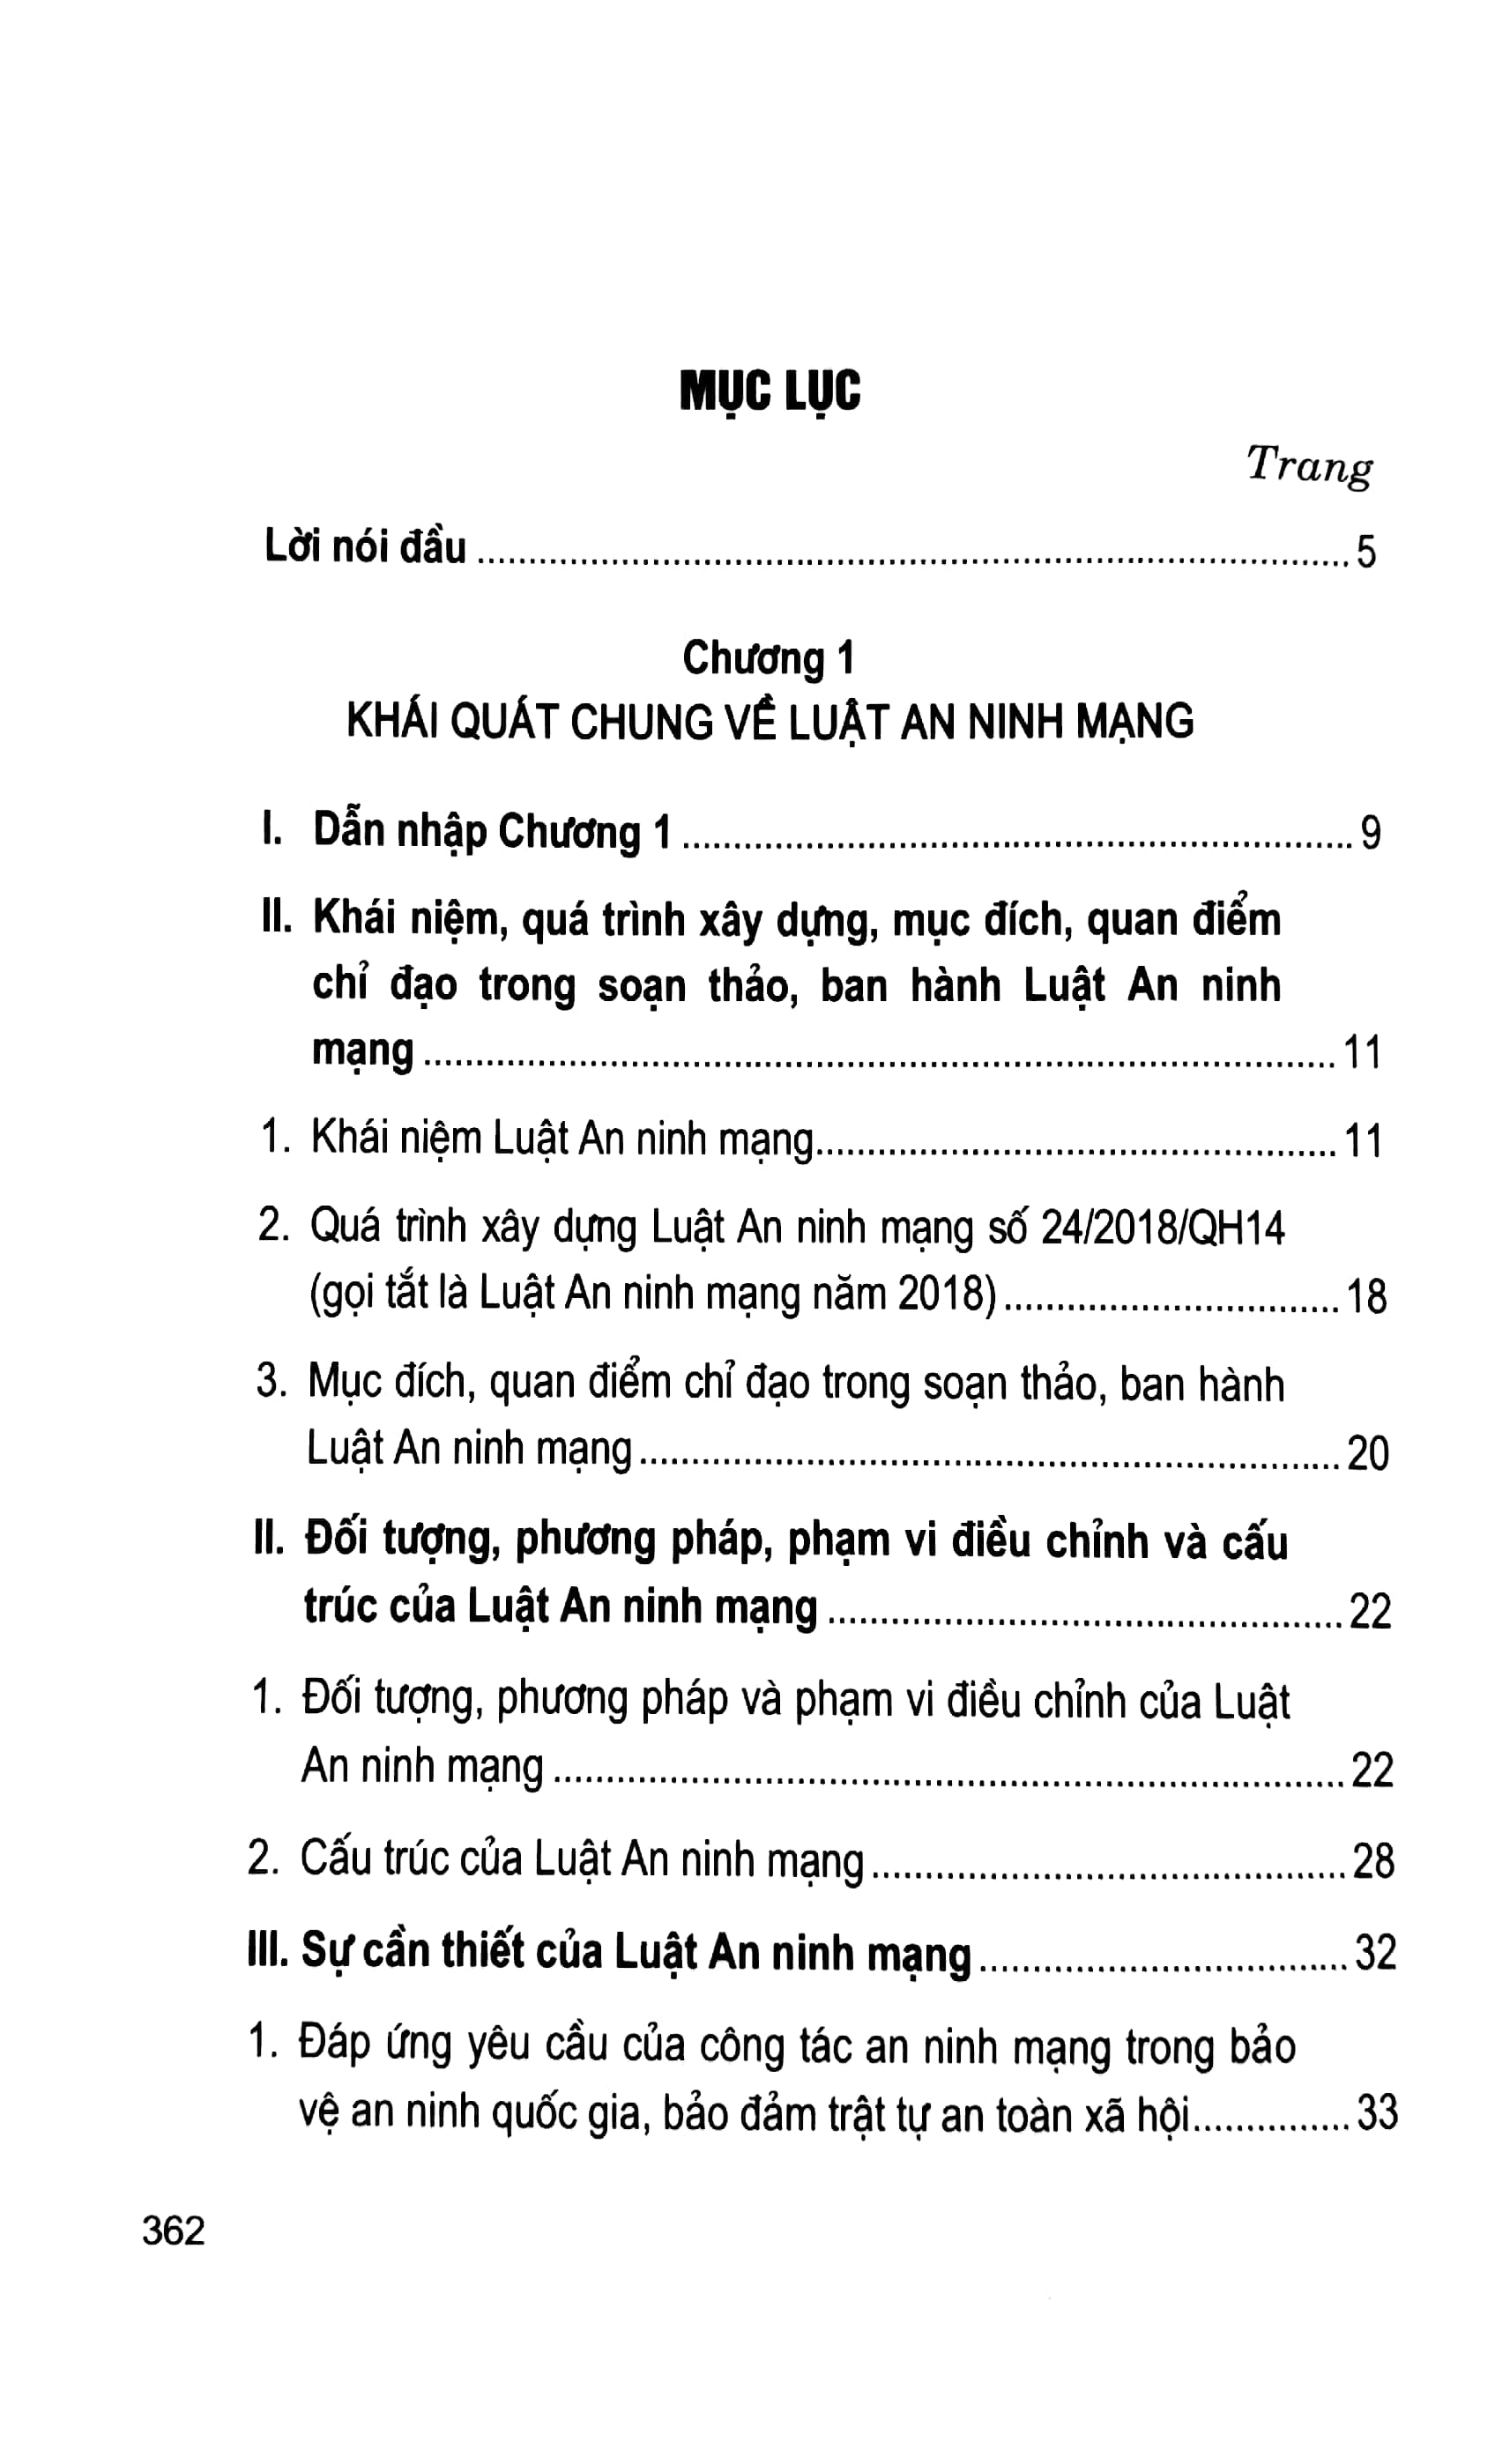 MỤC LỤC
Trang
Lời nói đầu ........ 5
Chương 1
KHÁI QUÁT CHUNG VỀ LUẬT AN NINH MẠNG
I. Dẫn nhập Chương 1 ........ 9
II. Khái niệm, quá trình xây dựng, mục đích, quan điểm
chỉ đạo trong soạn thảo, ban hành Luật An ninh
mạng ........ 11
1. Khái niệm Luật An ninh mạng ........ 11
2. Quá trình xây dựng Luật An ninh mạng số 24/2018/QH14
(gọi tắt là Luật An ninh mạng năm 2018) ........ 18
3. Mục đích, quan điểm chỉ đạo trong soạn thảo, ban hành
Luật An ninh mạng ........ 20
II. Đối tượng, phương pháp, phạm vi điều chỉnh và cấu
trúc của Luật An ninh mạng ........ 22
1. Đối tượng, phương pháp và phạm vi điều chỉnh của Luật
An ninh mạng ........ 22
2. Cấu trúc của Luật An ninh mạng ........ 28
III. Sự cần thiết của Luật An ninh mạng ........ 32
1. Đáp ứng yêu cầu của công tác an ninh mạng trong bảo
vệ an ninh quốc gia, bảo đảm trật tự an toàn xã hội ........ 33
362